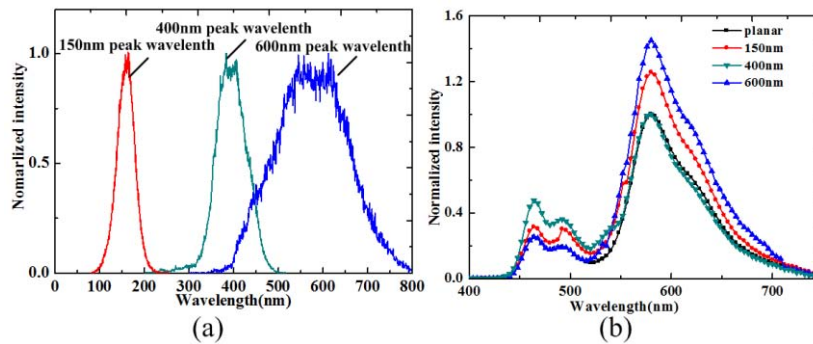 400nm peak wavelenth
150nm peak wavelenth
600nm peak wavelenth
Nomarlized intensity
1.0
0.5
0.0
0 100 200 300 400 500 600 700 800
Wavelength(nm)
(a)
planar
150nm
400nm
600nm
Normalized intensity
1.6
1.2
0.8
0.4
0.0
400 500 600 700
Wavelength(nm)
(b)